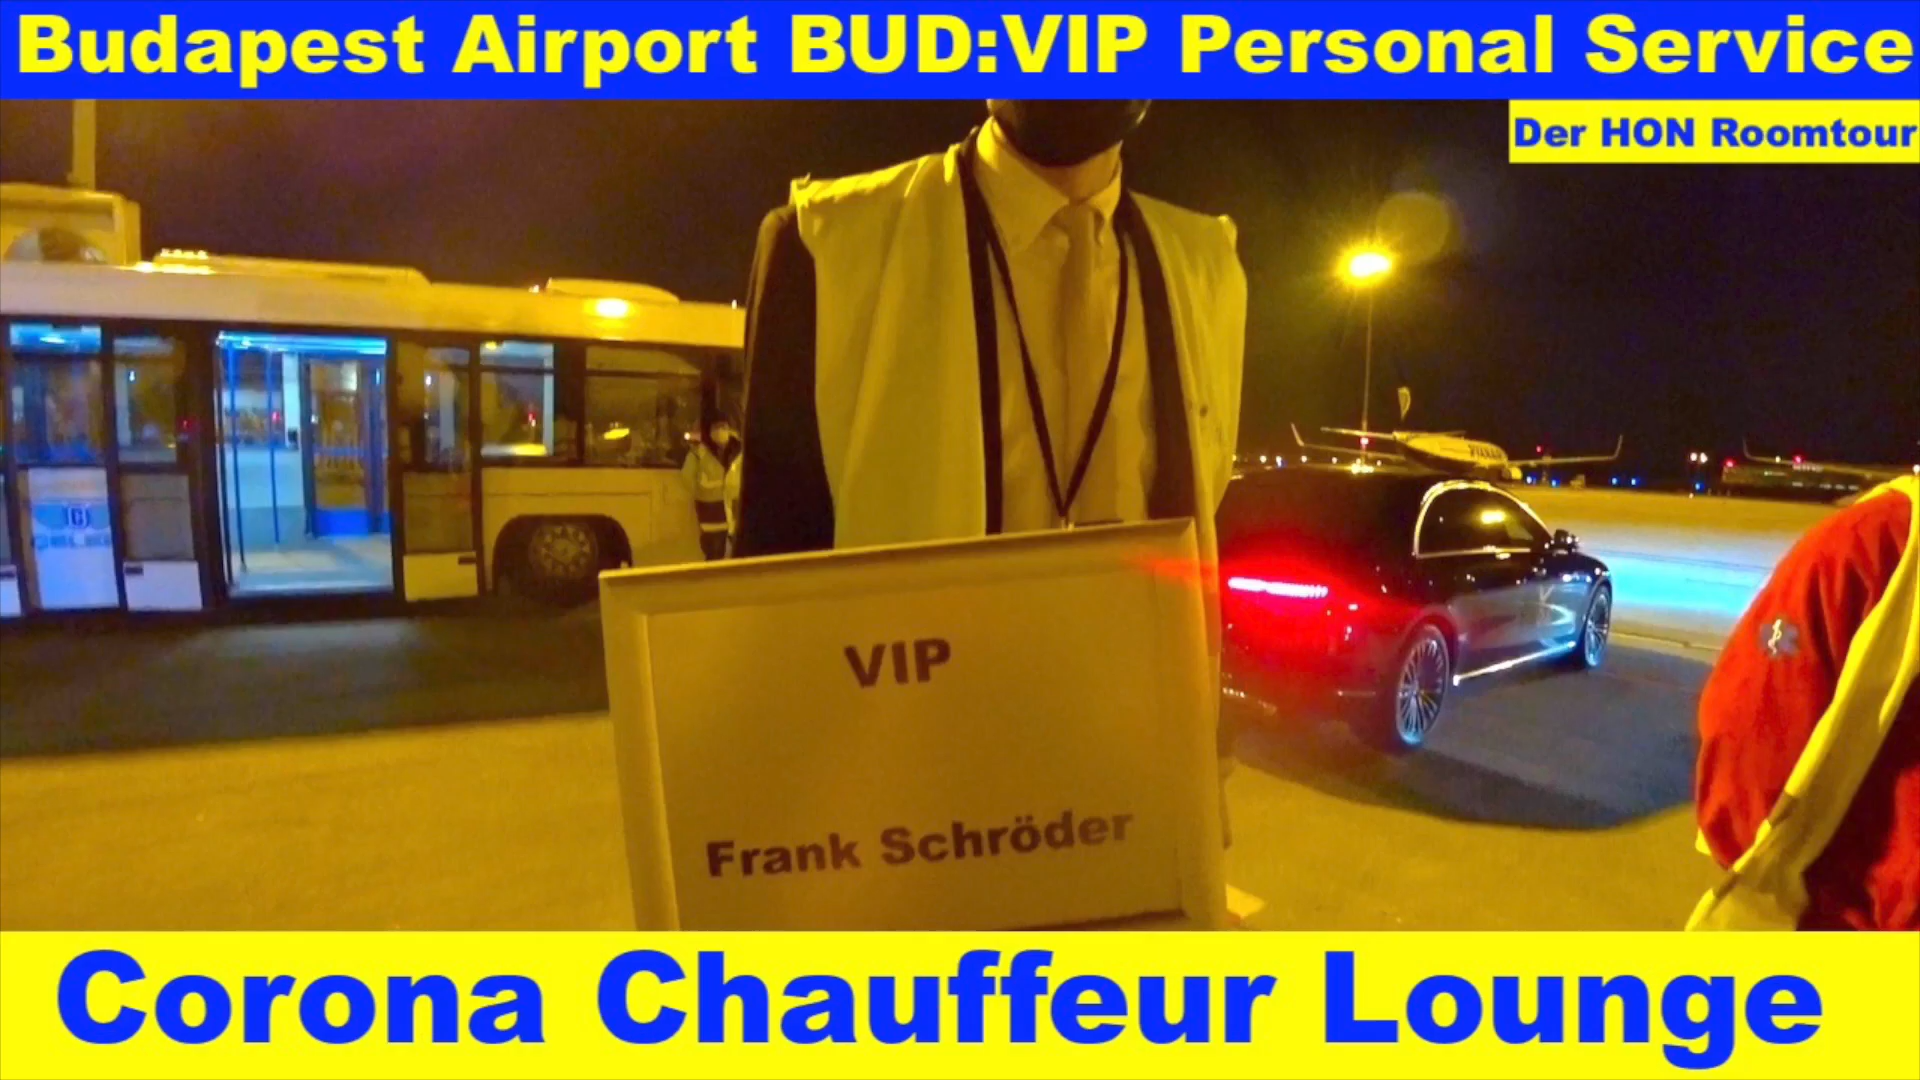 Budapest Airport BUD:VIP Personal Service
Der HON Roomtour
VIP
Frank Schröder
Corona Chauffeur Lounge